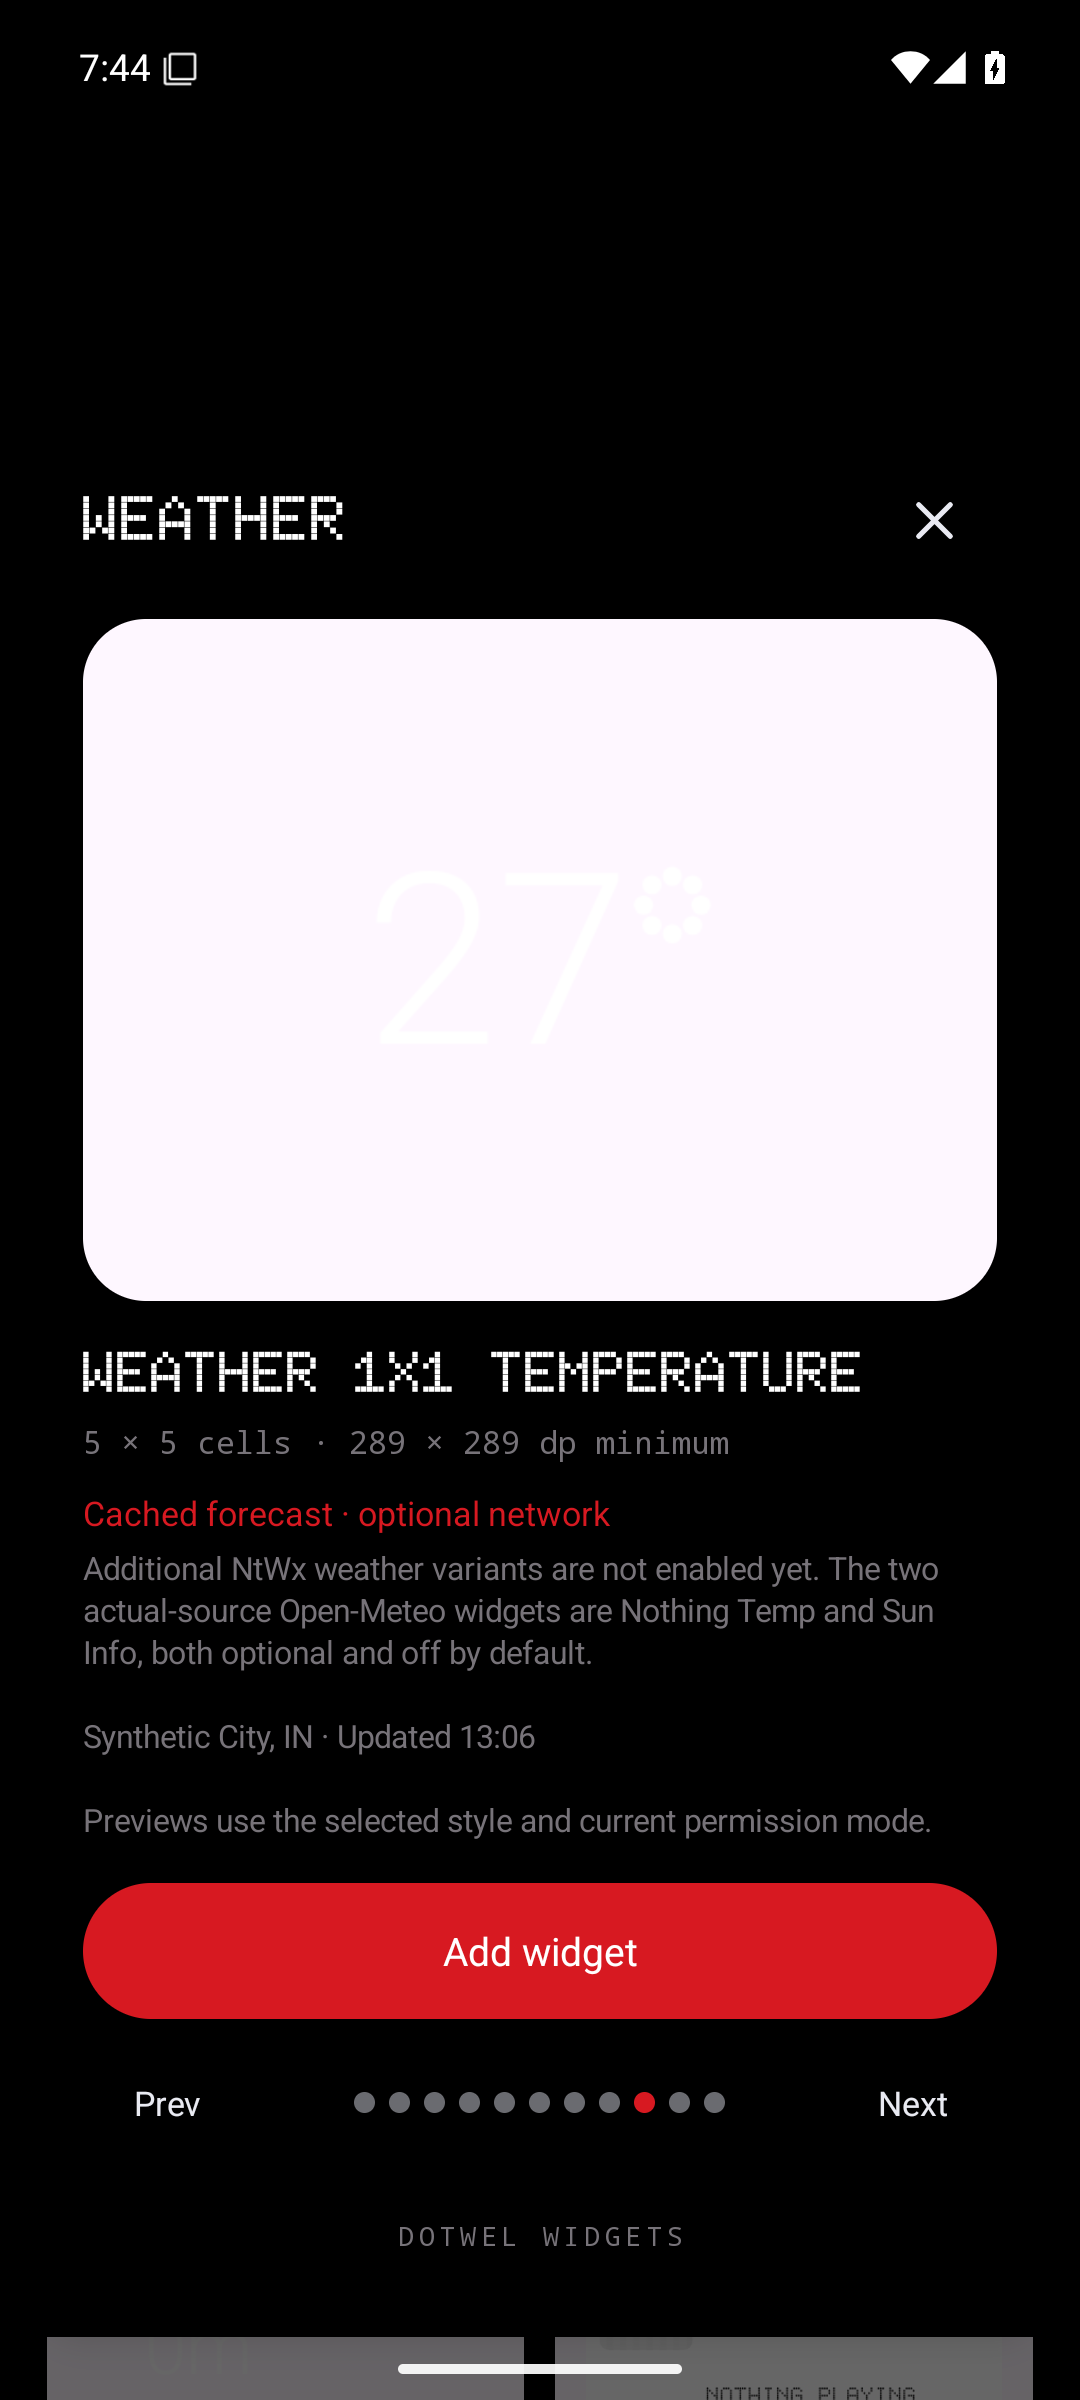 7:44
WEATHER
27°
WEATHER 1X1 TEMPERATURE
5 × 5 cells · 289 × 289 dp minimum
Cached forecast · optional network
Additional NtWx weather variants are not enabled yet. The two
actual-source Open-Meteo widgets are Nothing Temp and Sun
Info, both optional and off by default.
Synthetic City, IN · Updated 13:06
Previews use the selected style and current permission mode.
Add widget
Prev
Next
DOTWEL WIDGETS
NOTHING PLAYING